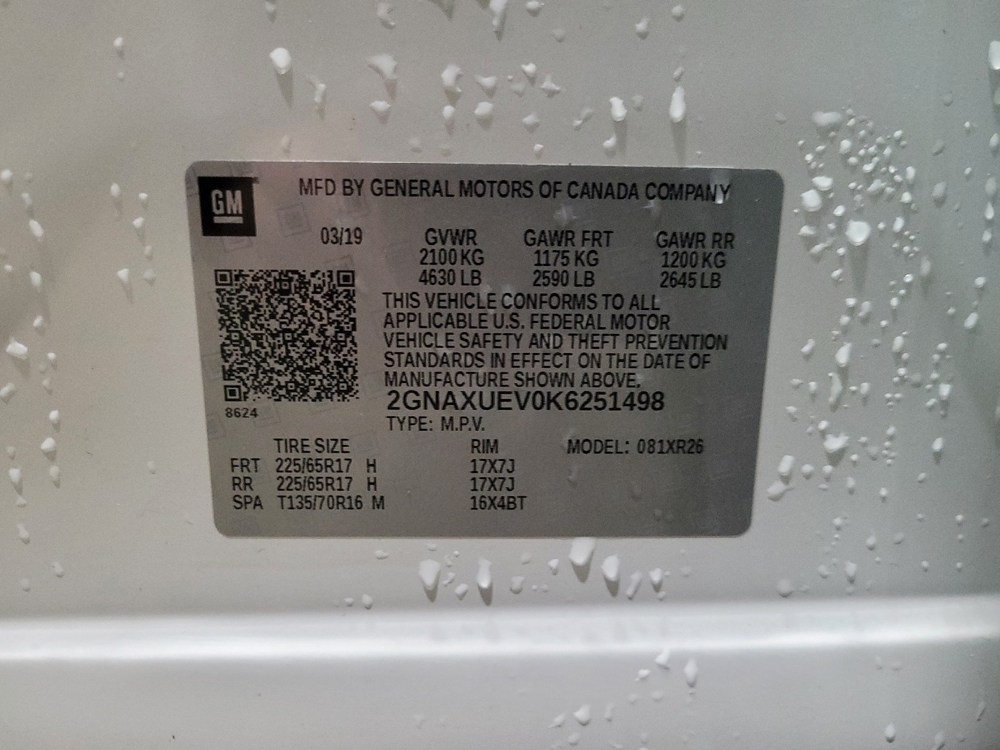 GM
MFD BY GENERAL MOTORS OF CANADA COMPANY
03/19 GVWR GAWR FRT GAWR RR
2100 KG 1175 KG 1200 KG
4630 LB 2590 LB 2645 LB
THIS VEHICLE CONFORMS TO ALL
APPLICABLE U.S. FEDERAL MOTOR
VEHICLE SAFETY AND THEFT PREVENTION
STANDARDS IN EFFECT ON THE DATE OF
MANUFACTURE SHOWN ABOVE.
2GNAXUEV0K6251498
8624
TYPE: M.P.V.
TIRE SIZE RIM MODEL: 081XR26
FRT 225/65R17 H 17X7J
RR 225/65R17 H 17X7J
SPA T135/70R16 M 16X4BT